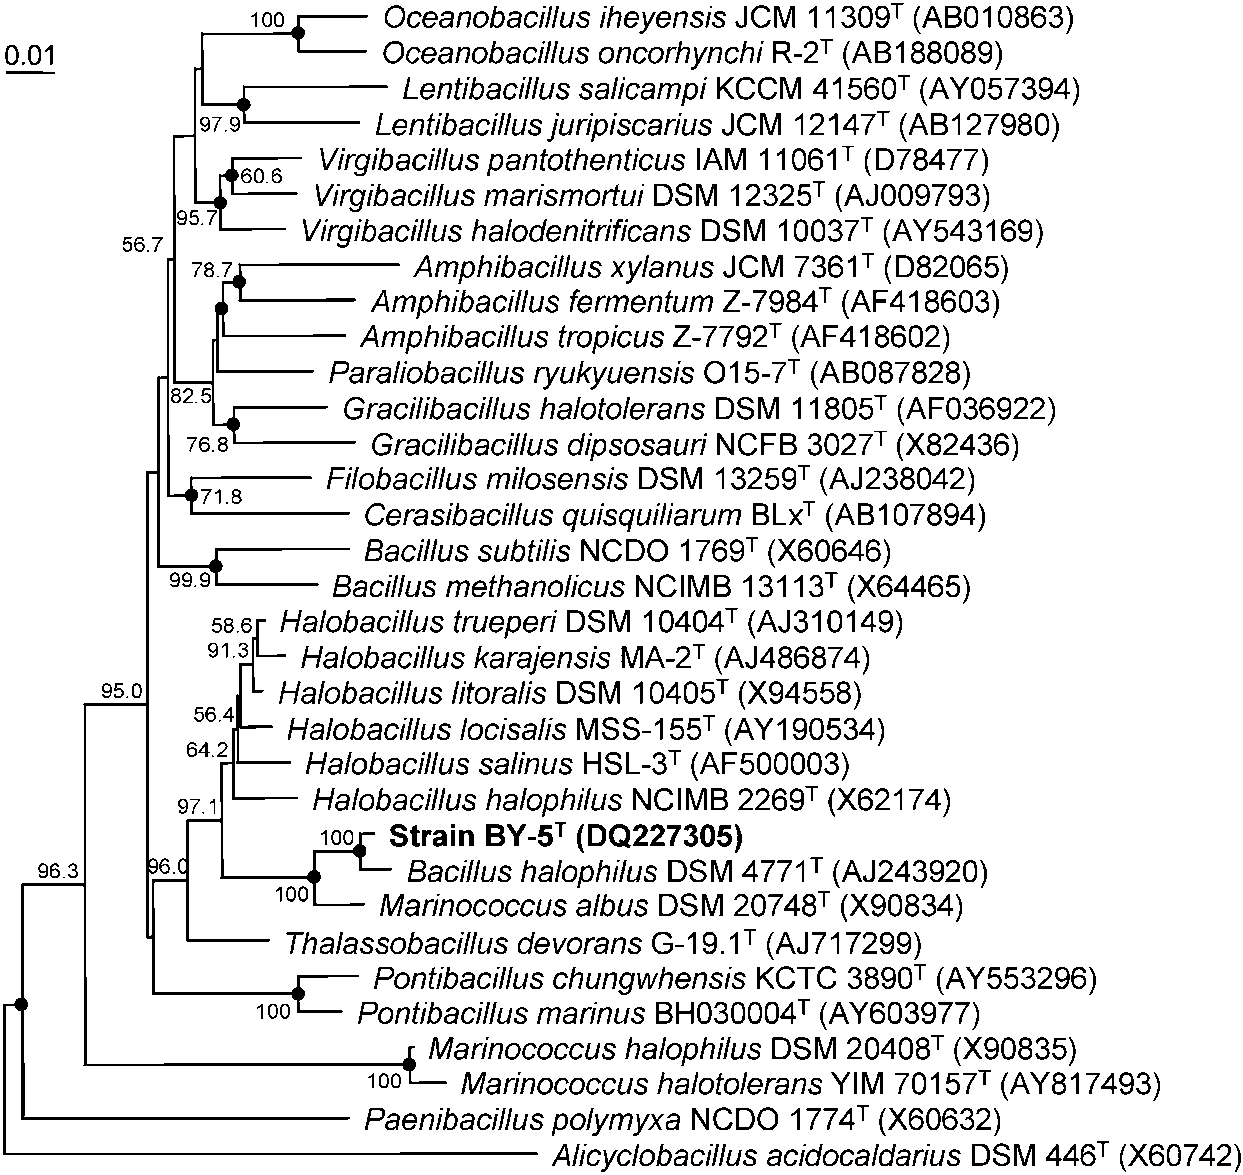 100
Oceanobacillus iheyensis JCM 11309T (AB010863)
0.01
Oceanobacillus oncorhynchi R-2T (AB188089)
Lentibacillus salicampi KCCM 41560T (AY057394)
97.9
Lentibacillus juripiscarius JCM 12147T (AB127980)
Virgibacillus pantothenticus IAM 11061T (D78477)
60.6
Virgibacillus marismortui DSM 12325T (AJ009793)
95.7
Virgibacillus halodenitrificans DSM 10037T (AY543169)
56.7
78.7
Amphibacillus xylanus JCM 7361T (D82065)
Amphibacillus fermentum Z-7984T (AF418603)
Amphibacillus tropicus Z-7792T (AF418602)
Paraliobacillus ryukyuensis O15-7T (AB087828)
82.5
Gracilibacillus halotolerans DSM 11805T (AF036922)
76.8
Gracilibacillus dipsosauri NCFB 3027T (X82436)
Filobacillus milosensis DSM 13259T (AJ238042)
71.8
Cerasibacillus quisquiliarum BLxT (AB107894)
Bacillus subtilis NCDO 1769T (X60646)
99.9
Bacillus methanolicus NCIMB 13113T (X64465)
58.6
Halobacillus trueperi DSM 10404T (AJ310149)
91.3
Halobacillus karajensis MA-2T (AJ486874)
95.0
Halobacillus litoralis DSM 10405T (X94558)
56.4
Halobacillus locisalis MSS-155T (AY190534)
64.2
Halobacillus salinus HSL-3T (AF500003)
97.1
Halobacillus halophilus NCIMB 2269T (X62174)
100
Strain BY-5T (DQ227305)
96.3
96.0
Bacillus halophilus DSM 4771T (AJ243920)
100
Marinococcus albus DSM 20748T (X90834)
Thalassobacillus devorans G-19.1T (AJ717299)
Pontibacillus chungwhensis KCTC 3890T (AY553296)
100
Pontibacillus marinus BH030004T (AY603977)
Marinococcus halophilus DSM 20408T (X90835)
100
Marinococcus halotolerans YIM 70157T (AY817493)
Paenibacillus polymyxa NCDO 1774T (X60632)
Alicyclobacillus acidocaldarius DSM 446T (X60742)